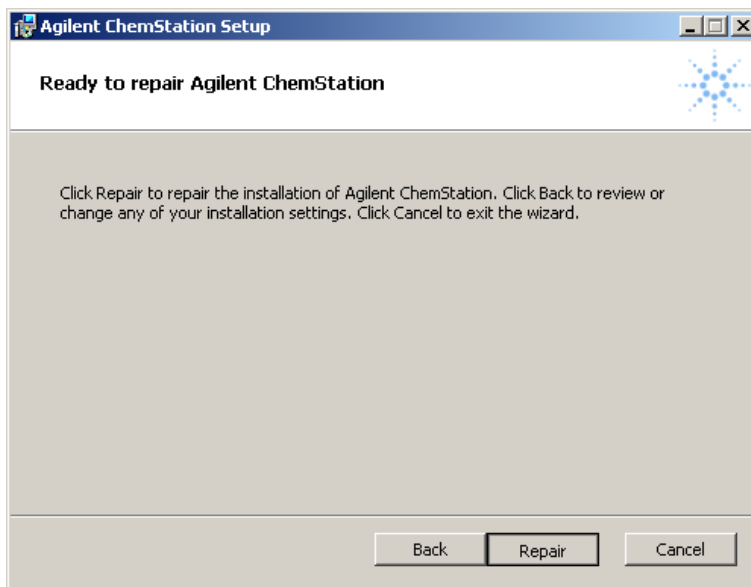 Agilent ChemStation Setup
Ready to repair Agilent ChemStation
Click Repair to repair the installation of Agilent ChemStation. Click Back to review or
change any of your installation settings. Click Cancel to exit the wizard.
Back Repair Cancel